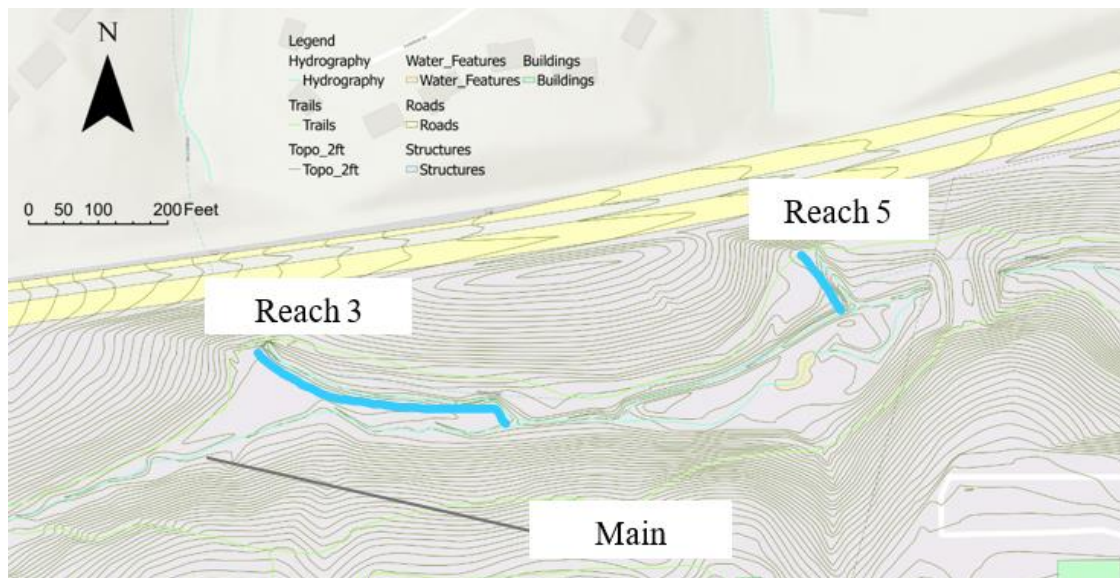 N
Legend
Hydrography Water_Features Buildings
Hydrography Water_Features Buildings
Trails Roads
Trails Roads
Topo_2ft Structures
Topo_2ft Structures
0 50 100 200 Feet
Reach 5
Reach 3
Main